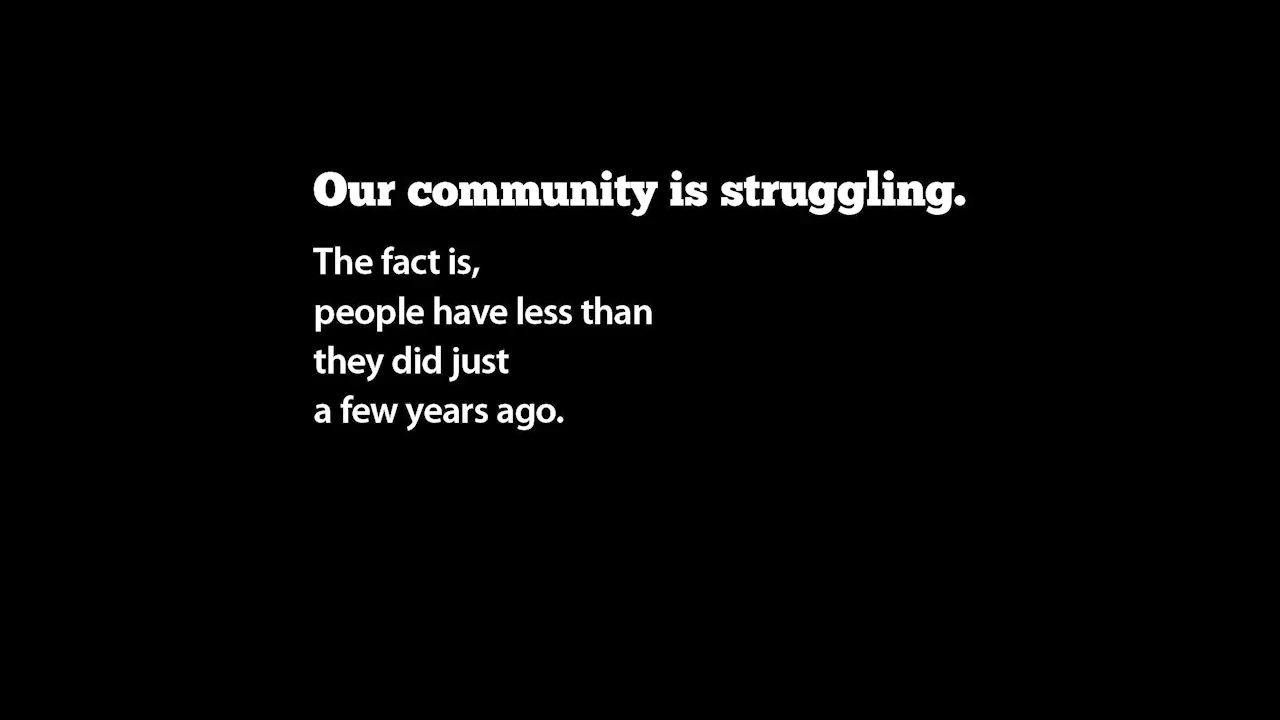 Our community is struggling.
The fact is,
people have less than
they did just
a few years ago.